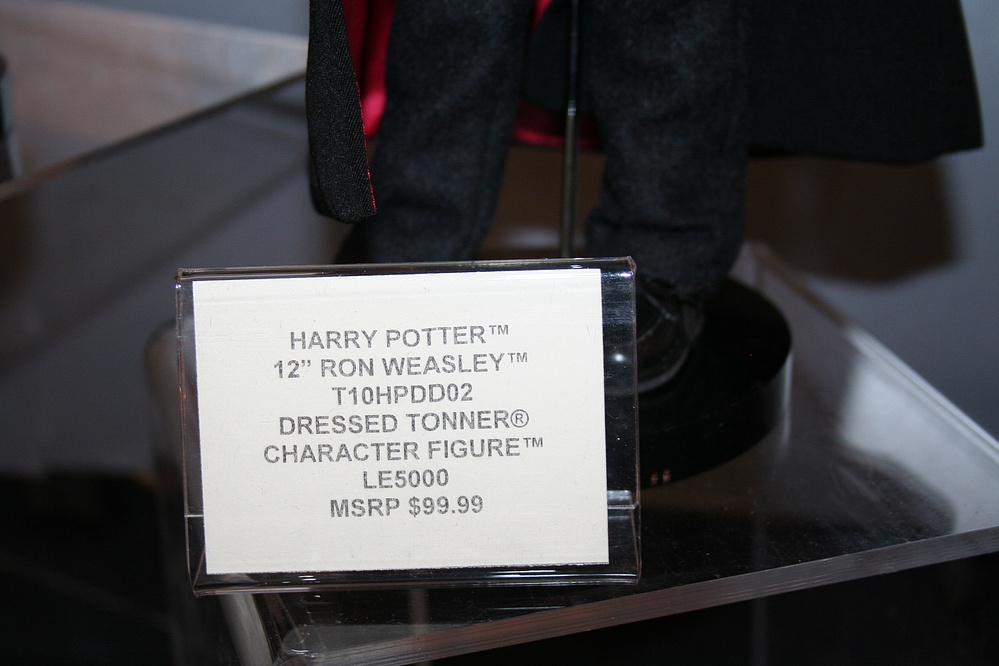 HARRY POTTER™
12” RON WEASLEY™
T10HPDD02
DRESSED TONNER®
CHARACTER FIGURE™
LE5000
MSRP $99.99